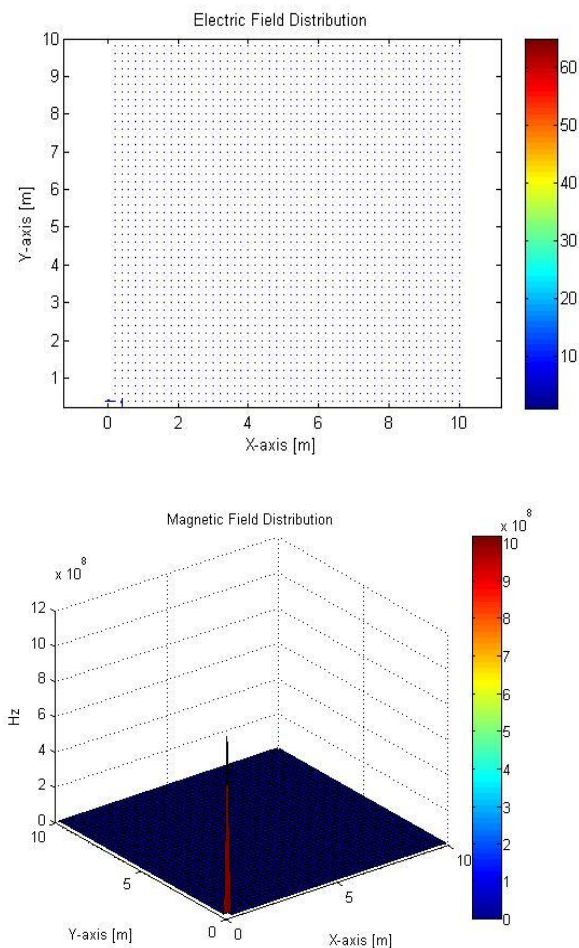 Electric Field Distribution
10
9
8
7
6
5
4
3
2
1
Y-axis [m]
0 2 4 6 8 10
X-axis [m]
60
50
40
30
20
10
Magnetic Field Distribution
x 10^8
12
10
8
6
4
2
0
Hz
10 5 0
Y-axis [m]
0 5 10
X-axis [m]
x 10^8
10
9
8
7
6
5
4
3
2
1
0